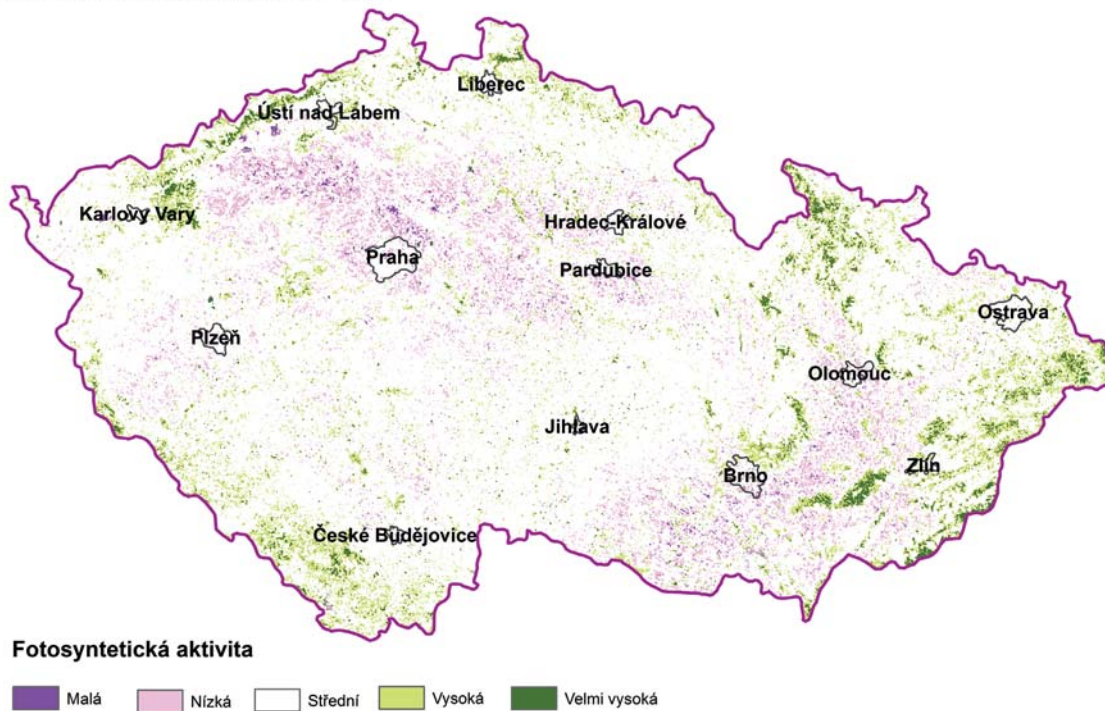 Liberec
Ústí nad Labem
Karlovy Vary
Hradec-Králové
Praha
Pardubice
Ostrava
Plzeň
Olomouc
Jihlava
Zlín
Brno
České Budějovice
Fotosyntetická aktivita
Malá Nízká Střední Vysoká Velmi vysoká